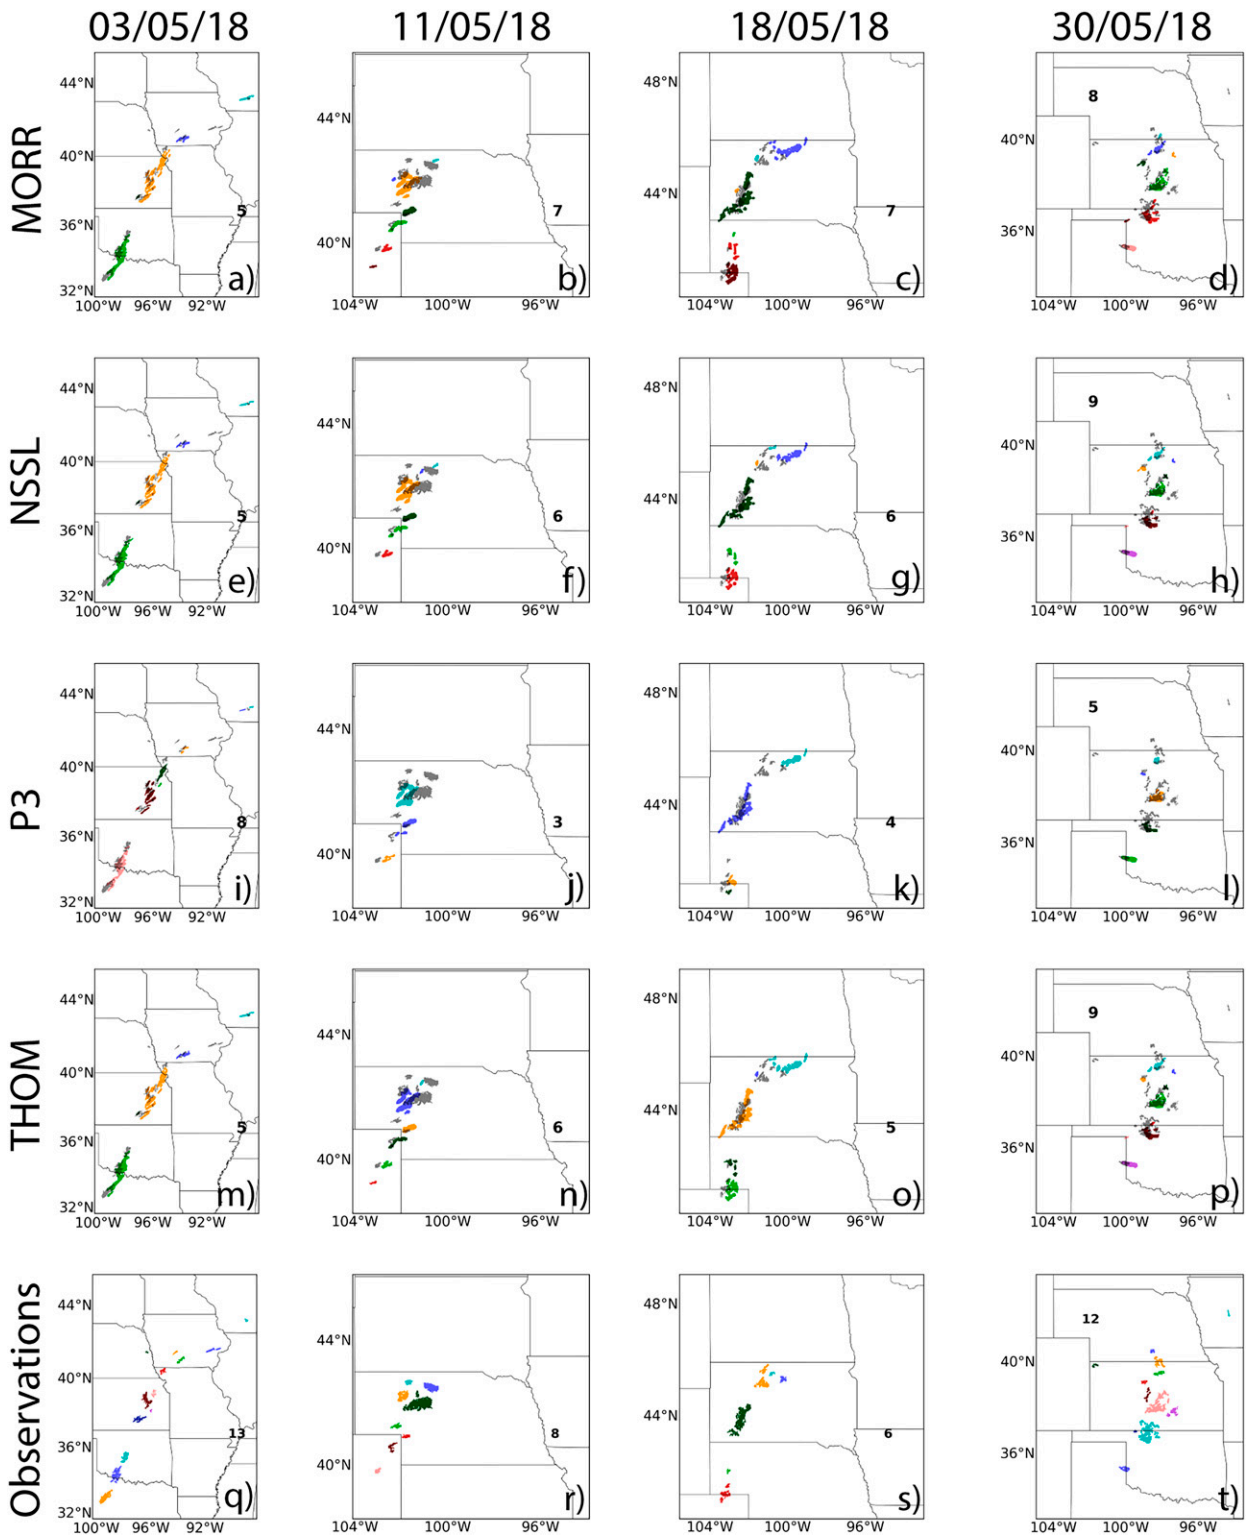 03/05/18 11/05/18 18/05/18 30/05/18
MORR
44°N 40°N 36°N 32°N
100°W 96°W 92°W
5 a)
44°N 40°N
104°W 100°W 96°W
7 b)
48°N 44°N
104°W 100°W 96°W
7 c)
40°N 36°N
104°W 100°W 96°W
8 d)
NSSL
44°N 40°N 36°N 32°N
100°W 96°W 92°W
5 e)
44°N 40°N
104°W 100°W 96°W
6 f)
48°N 44°N
104°W 100°W 96°W
6 g)
40°N 36°N
104°W 100°W 96°W
9 h)
P3
44°N 40°N 36°N 32°N
100°W 96°W 92°W
8 i)
44°N 40°N
104°W 100°W 96°W
3 j)
48°N 44°N
104°W 100°W 96°W
4 k)
40°N 36°N
104°W 100°W 96°W
5 l)
THOM
44°N 40°N 36°N 32°N
100°W 96°W 92°W
5 m)
44°N 40°N
104°W 100°W 96°W
6 n)
48°N 44°N
104°W 100°W 96°W
5 o)
40°N 36°N
104°W 100°W 96°W
9 p)
Observations
44°N 40°N 36°N 32°N
100°W 96°W 92°W
13 q)
44°N 40°N
104°W 100°W 96°W
8 r)
48°N 44°N
104°W 100°W 96°W
6 s)
40°N 36°N
104°W 100°W 96°W
12 t)